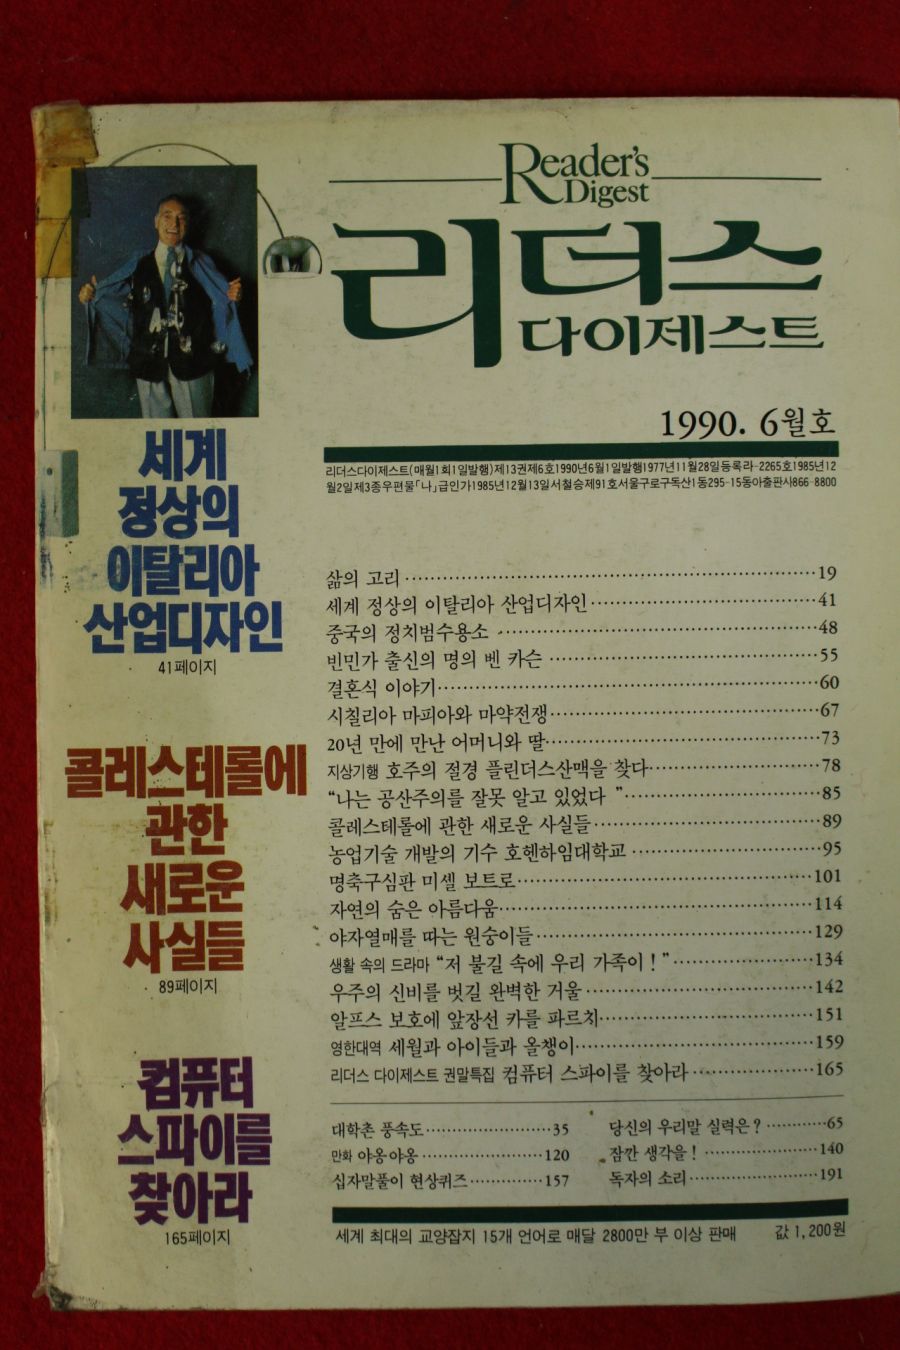 Reader's
Digest
리더스
다이제스트
1990. 6월호
리더스다이제스트(매월1회1일발행)제13권제6호1990년6월1일발행1977년11월28일등록라-2265호1985년12
월2일제3종우편물「나」급인가1985년12월13일서철승제91호서울구로구독산1동295-15동아출판사866-8800
세계
정상의
이탈리아
산업디자인
41페이지
콜레스테롤에
관한
새로운
사실들
89페이지
컴퓨터
스파이를
찾아라
165페이지
삶의 고리 19
세계 정상의 이탈리아 산업디자인 41
중국의 정치범수용소 48
빈민가 출신의 명의 벤 카슨 55
결혼식 이야기 60
시칠리아 마피아와 마약전쟁 67
20년 만에 만난 어머니와 딸 73
지상기행 호주의 절경 플린더스산맥을 찾다 78
“나는 공산주의를 잘못 알고 있었다 ” 85
콜레스테롤에 관한 새로운 사실들 89
농업기술 개발의 기수 호헨하임대학교 95
명축구심판 미셸 보트로 101
자연의 숨은 아름다움 114
야자열매를 따는 원숭이들 129
생활 속의 드라마 “저 불길 속에 우리 가족이 ! ” 134
우주의 신비를 벗길 완벽한 거울 142
알프스 보호에 앞장선 카를 파르치 151
영한대역 세월과 아이들과 올챙이 159
리더스 다이제스트 권말특집 컴퓨터 스파이를 찾아라 165
대학촌 풍속도 35
만화 야옹야옹 120
십자말풀이 현상퀴즈 157
당신의 우리말 실력은 ? 65
잠깐 생각을 ! 140
독자의 소리 191
세계 최대의 교양잡지 15개 언어로 매달 2800만 부 이상 판매 값 1,200원